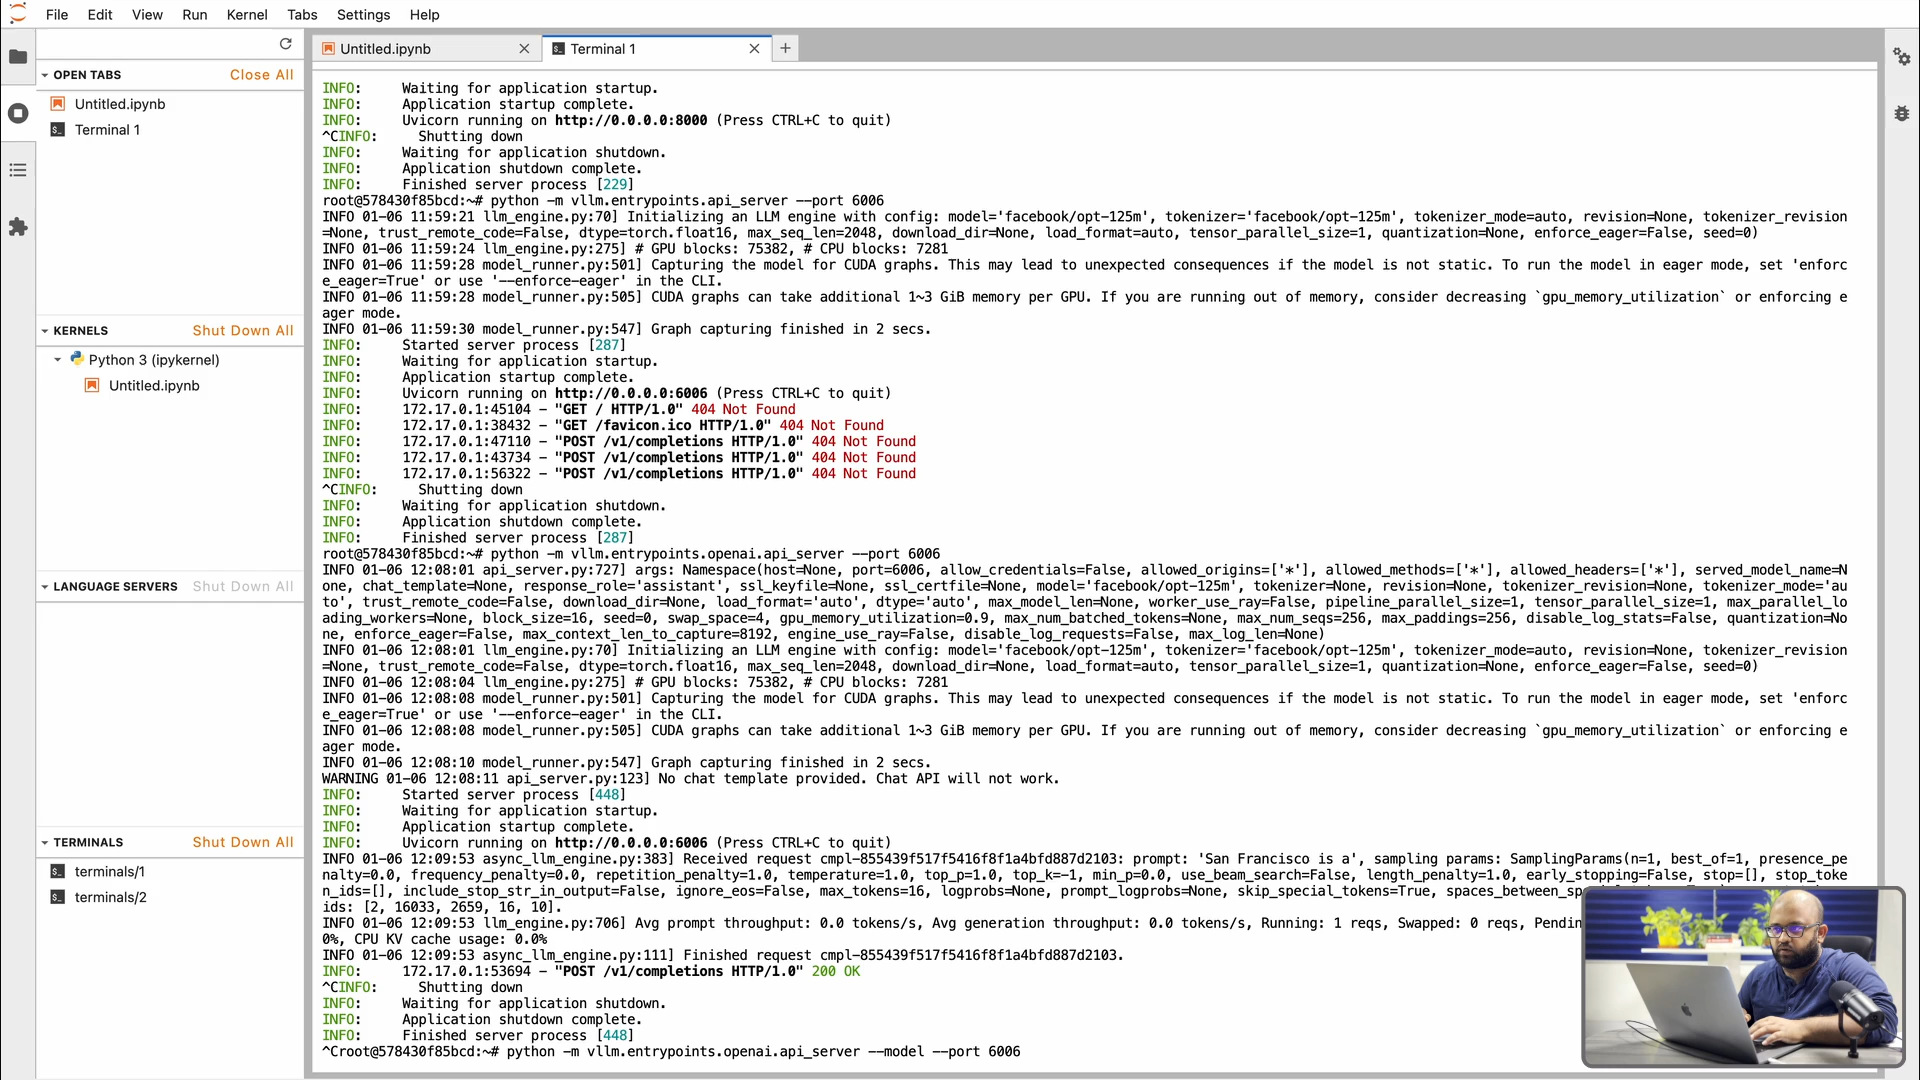 File Edit View Run Kernel Tabs Settings Help
OPEN TABS Close All
Untitled.ipynb
Terminal 1
KERNELS Shut Down All
Python 3 (ipykernel)
Untitled.ipynb
LANGUAGE SERVERS Shut Down All
TERMINALS Shut Down All
terminals/1
terminals/2
Untitled.ipynb
Terminal 1
INFO: Waiting for application startup.
INFO: Application startup complete.
INFO: Uvicorn running on http://0.0.0.0:8000 (Press CTRL+C to quit)
^CINFO: Shutting down
INFO: Waiting for application shutdown.
INFO: Application shutdown complete.
INFO: Finished server process [229]
root@578430f85bcd:~# python -m vllm.entrypoints.api_server --port 6006
INFO 01-06 11:59:21 llm_engine.py:70] Initializing an LLM engine with config: model='facebook/opt-125m', tokenizer='facebook/opt-125m', tokenizer_mode=auto, revision=None, tokenizer_revision
=None, trust_remote_code=False, dtype=torch.float16, max_seq_len=2048, download_dir=None, load_format=auto, tensor_parallel_size=1, quantization=None, enforce_eager=False, seed=0)
INFO 01-06 11:59:24 llm_engine.py:275] # GPU blocks: 75382, # CPU blocks: 7281
INFO 01-06 11:59:28 model_runner.py:501] Capturing the model for CUDA graphs. This may lead to unexpected consequences if the model is not static. To run the model in eager mode, set 'enforc
e_eager=True' or use '--enforce-eager' in the CLI.
INFO 01-06 11:59:28 model_runner.py:505] CUDA graphs can take additional 1~3 GiB memory per GPU. If you are running out of memory, consider decreasing `gpu_memory_utilization` or enforcing e
ager mode.
INFO 01-06 11:59:30 model_runner.py:547] Graph capturing finished in 2 secs.
INFO: Started server process [287]
INFO: Waiting for application startup.
INFO: Application startup complete.
INFO: Uvicorn running on http://0.0.0.0:6006 (Press CTRL+C to quit)
INFO: 172.17.0.1:45104 - "GET / HTTP/1.0" 404 Not Found
INFO: 172.17.0.1:38432 - "GET /favicon.ico HTTP/1.0" 404 Not Found
INFO: 172.17.0.1:47110 - "POST /v1/completions HTTP/1.0" 404 Not Found
INFO: 172.17.0.1:43734 - "POST /v1/completions HTTP/1.0" 404 Not Found
INFO: 172.17.0.1:56322 - "POST /v1/completions HTTP/1.0" 404 Not Found
^CINFO: Shutting down
INFO: Waiting for application shutdown.
INFO: Application shutdown complete.
INFO: Finished server process [287]
root@578430f85bcd:~# python -m vllm.entrypoints.openai.api_server --port 6006
INFO 01-06 12:08:01 api_server.py:727] args: Namespace(host=None, port=6006, allow_credentials=False, allowed_origins=['*'], allowed_methods=['*'], allowed_headers=['*'], served_model_name=N
one, chat_template=None, response_role='assistant', ssl_keyfile=None, ssl_certfile=None, model='facebook/opt-125m', tokenizer=None, revision=None, tokenizer_revision=None, tokenizer_mode='au
to', trust_remote_code=False, download_dir=None, load_format='auto', dtype='auto', max_model_len=None, worker_use_ray=False, pipeline_parallel_size=1, tensor_parallel_size=1, max_parallel_lo
ading_workers=None, block_size=16, seed=0, swap_space=4, gpu_memory_utilization=0.9, max_num_batched_tokens=None, max_num_seqs=256, max_paddings=256, disable_log_stats=False, quantization=No
ne, enforce_eager=False, max_context_len_to_capture=8192, engine_use_ray=False, disable_log_requests=False, max_log_len=None)
INFO 01-06 12:08:01 llm_engine.py:70] Initializing an LLM engine with config: model='facebook/opt-125m', tokenizer='facebook/opt-125m', tokenizer_mode=auto, revision=None, tokenizer_revision
=None, trust_remote_code=False, dtype=torch.float16, max_seq_len=2048, download_dir=None, load_format=auto, tensor_parallel_size=1, quantization=None, enforce_eager=False, seed=0)
INFO 01-06 12:08:04 llm_engine.py:275] # GPU blocks: 75382, # CPU blocks: 7281
INFO 01-06 12:08:08 model_runner.py:501] Capturing the model for CUDA graphs. This may lead to unexpected consequences if the model is not static. To run the model in eager mode, set 'enforc
e_eager=True' or use '--enforce-eager' in the CLI.
INFO 01-06 12:08:08 model_runner.py:505] CUDA graphs can take additional 1~3 GiB memory per GPU. If you are running out of memory, consider decreasing `gpu_memory_utilization` or enforcing e
ager mode.
INFO 01-06 12:08:10 model_runner.py:547] Graph capturing finished in 2 secs.
WARNING 01-06 12:08:11 api_server.py:123] No chat template provided. Chat API will not work.
INFO: Started server process [448]
INFO: Waiting for application startup.
INFO: Application startup complete.
INFO: Uvicorn running on http://0.0.0.0:6006 (Press CTRL+C to quit)
INFO 01-06 12:09:53 async_llm_engine.py:383] Received request cmpl-855439f517f5416f8f1a4bfd887d2103: prompt: 'San Francisco is a', sampling params: SamplingParams(n=1, best_of=1, presence_pe
nalty=0.0, frequency_penalty=0.0, repetition_penalty=1.0, temperature=1.0, top_p=1.0, top_k=-1, min_p=0.0, use_beam_search=False, length_penalty=1.0, early_stopping=False, stop=[], stop_toke
n_ids=[], include_stop_str_in_output=False, ignore_eos=False, max_tokens=16, logprobs=None, prompt_logprobs=None, skip_special_tokens=True,
ids: [2, 16033, 2659, 16, 10].
INFO 01-06 12:09:53 llm_engine.py:706] Avg prompt throughput: 0.0 tokens/s, Avg generation throughput: 0.0 tokens/s, Running: 1 reqs, Swapped: 0 reqs,
0%, CPU KV cache usage: 0.0%
INFO 01-06 12:09:53 async_llm_engine.py:111] Finished request cmpl-855439f517f5416f8f1a4bfd887d2103.
INFO: 172.17.0.1:53694 - "POST /v1/completions HTTP/1.0" 200 OK
^CINFO: Shutting down
INFO: Waiting for application shutdown.
INFO: Application shutdown complete.
INFO: Finished server process [448]
^Croot@578430f85bcd:~# python -m vllm.entrypoints.openai.api_server --model --port 6006